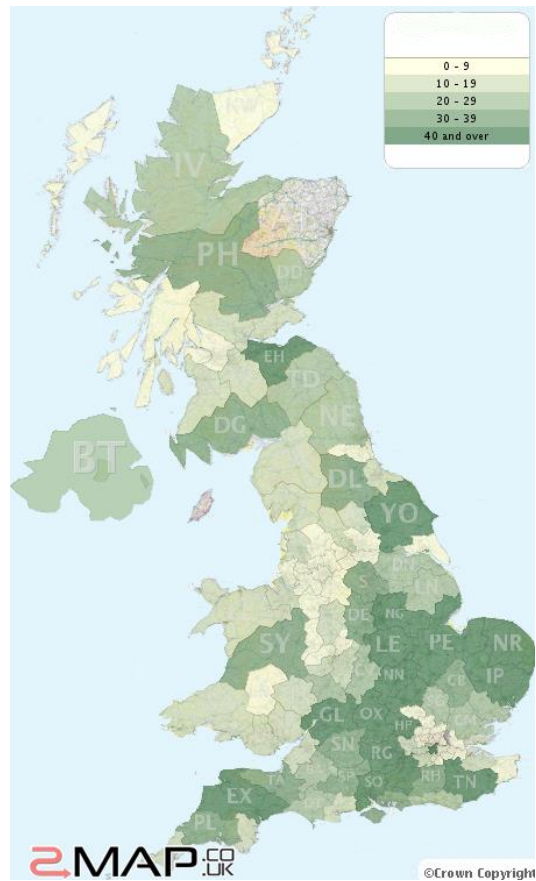 0 - 9
10 - 19
20 - 29
30 - 39
40 and over
KW
IV
PH
DD
EH
TD
NE
DG
BT
DL
YO
DN
S
LN
DE
NG
SY
LE
PE
NR
NN
CB
IP
GL
OX
HP
CM
SN
RG
TA
SP
SO
RH
TN
EX
PL
2MAP.CO.UK
©Crown Copyright